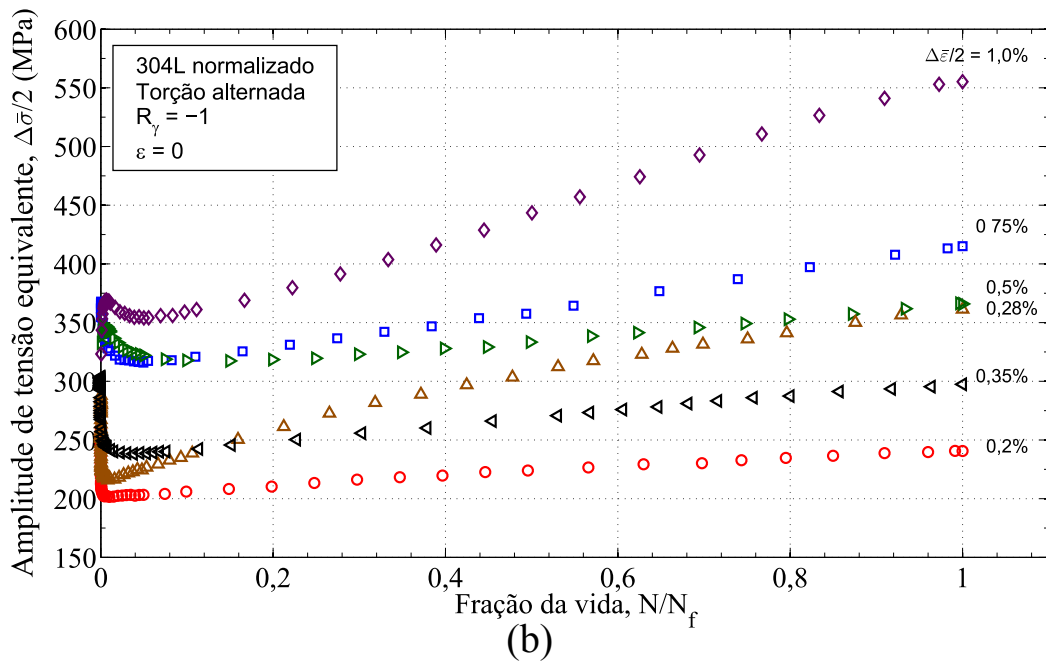 600
550
500
450
400
350
300
250
200
150
Amplitude de tensão equivalente, Δσ̄/2 (MPa)
304L normalizado
Torção alternada
R_γ = −1
ε = 0
Δε̄/2 = 1,0%
0 75%
0,5%
0,28%
0,35%
0,2%
0
0,2
0,4
0,6
0,8
1
Fração da vida, N/N_f
(b)